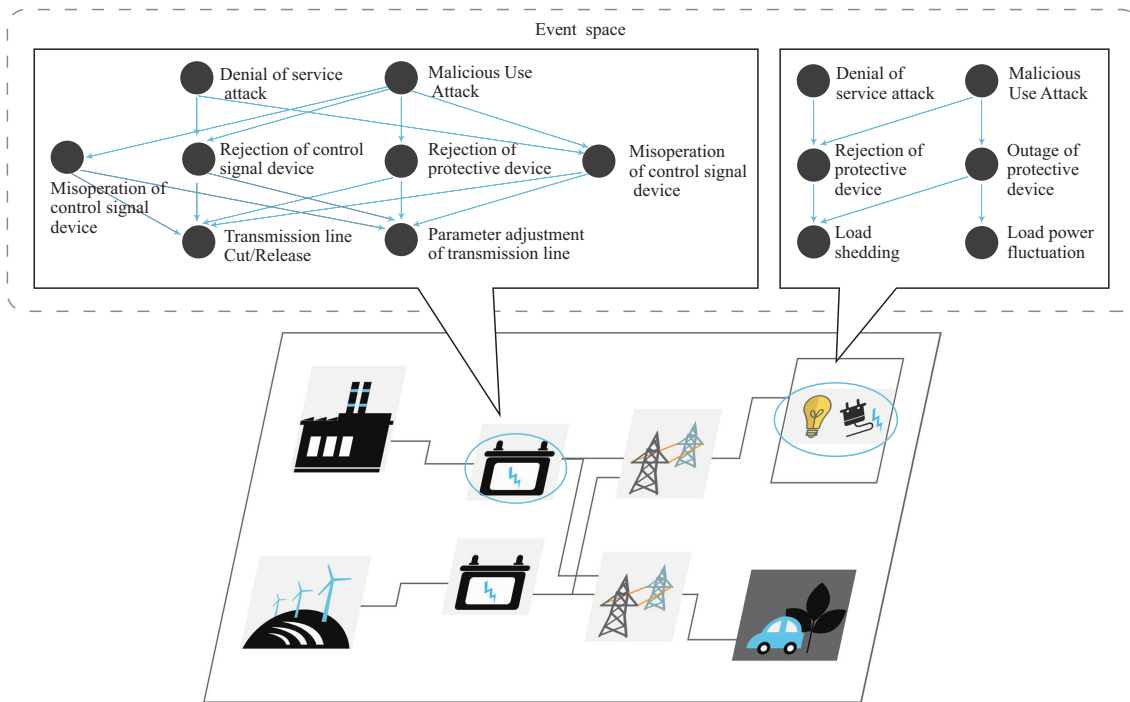 Event space
Denial of service
attack
Malicious Use
Attack
Misoperation of
control signal
device
Rejection of control
signal device
Rejection of
protective device
Misoperation
of control signal
device
Transmission line
Cut/Release
Parameter adjustment
of transmission line
Denial of
service attack
Malicious
Use Attack
Rejection of
protective
device
Outage of
protective
device
Load
shedding
Load power
fluctuation